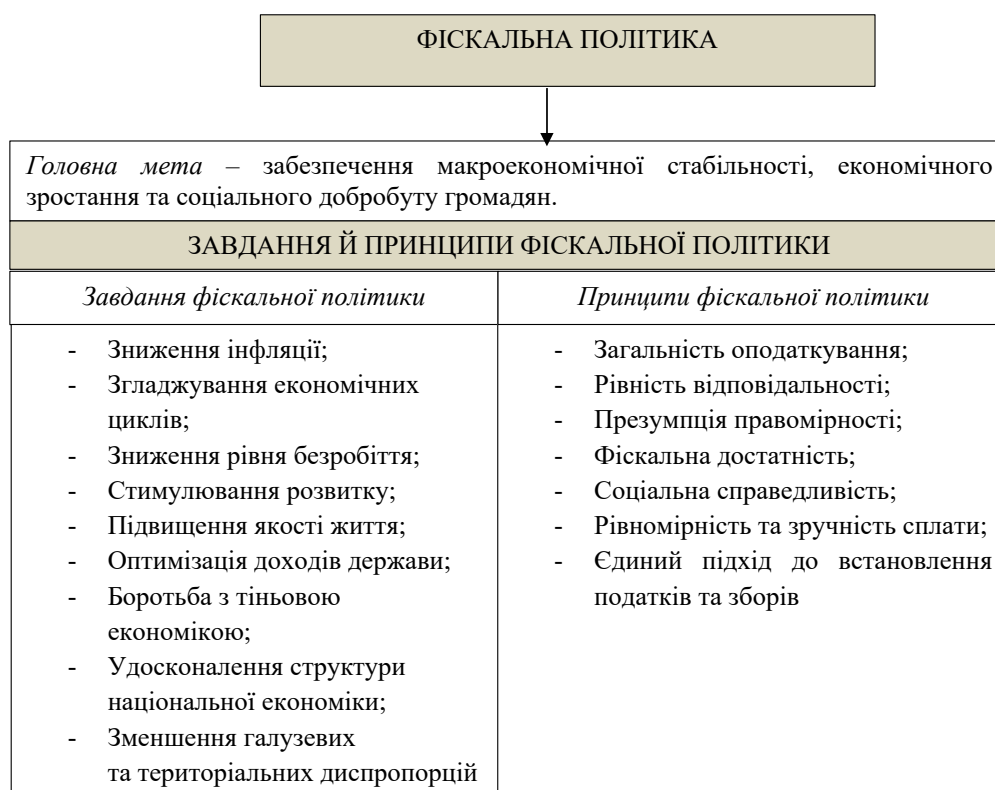 ФІСКАЛЬНА ПОЛІТИКА
Головна мета – забезпечення макроекономічної стабільності, економічного
зростання та соціального добробуту громадян.
ЗАВДАННЯ Й ПРИНЦИПИ ФІСКАЛЬНОЇ ПОЛІТИКИ
Завдання фіскальної політики
- Зниження інфляції;
- Згладжування економічних
циклів;
- Зниження рівня безробіття;
- Стимулювання розвитку;
- Підвищення якості життя;
- Оптимізація доходів держави;
- Боротьба з тіньовою
економікою;
- Удосконалення структури
національної економіки;
- Зменшення галузевих
та територіальних диспропорцій
Принципи фіскальної політики
- Загальність оподаткування;
- Рівність відповідальності;
- Презумпція правомірності;
- Фіскальна достатність;
- Соціальна справедливість;
- Рівномірність та зручність сплати;
- Єдиний підхід до встановлення
податків та зборів